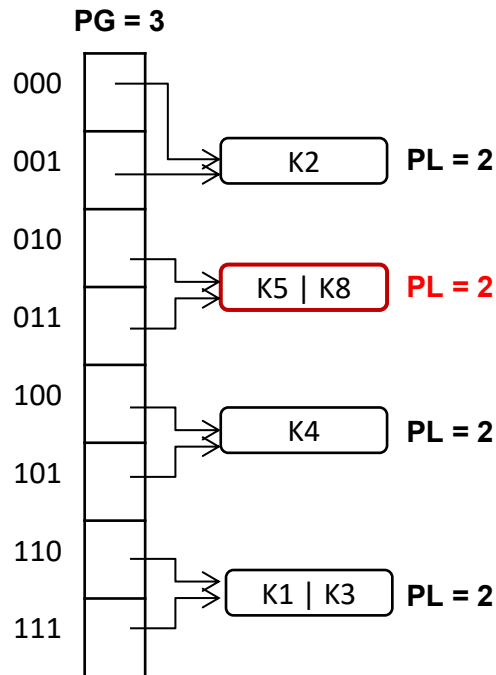 PG = 3
000
001
K2 PL = 2
010
K5 | K8 PL = 2
011
100
K4 PL = 2
101
110
K1 | K3 PL = 2
111